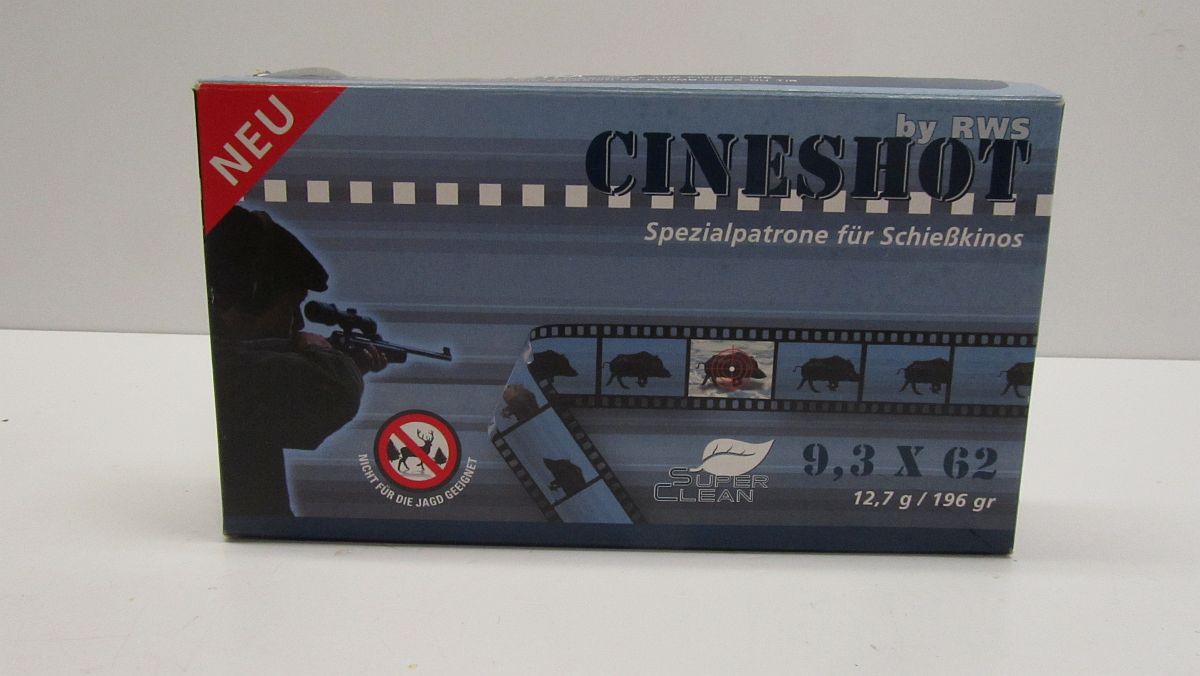 NEU
by RWS
CINESHOT
Spezialpatrone für Schießkinos
NICHT FÜR DIE JAGD GEEIGNET
SUPER
CLEAN
9,3 X 62
12,7 g / 196 gr